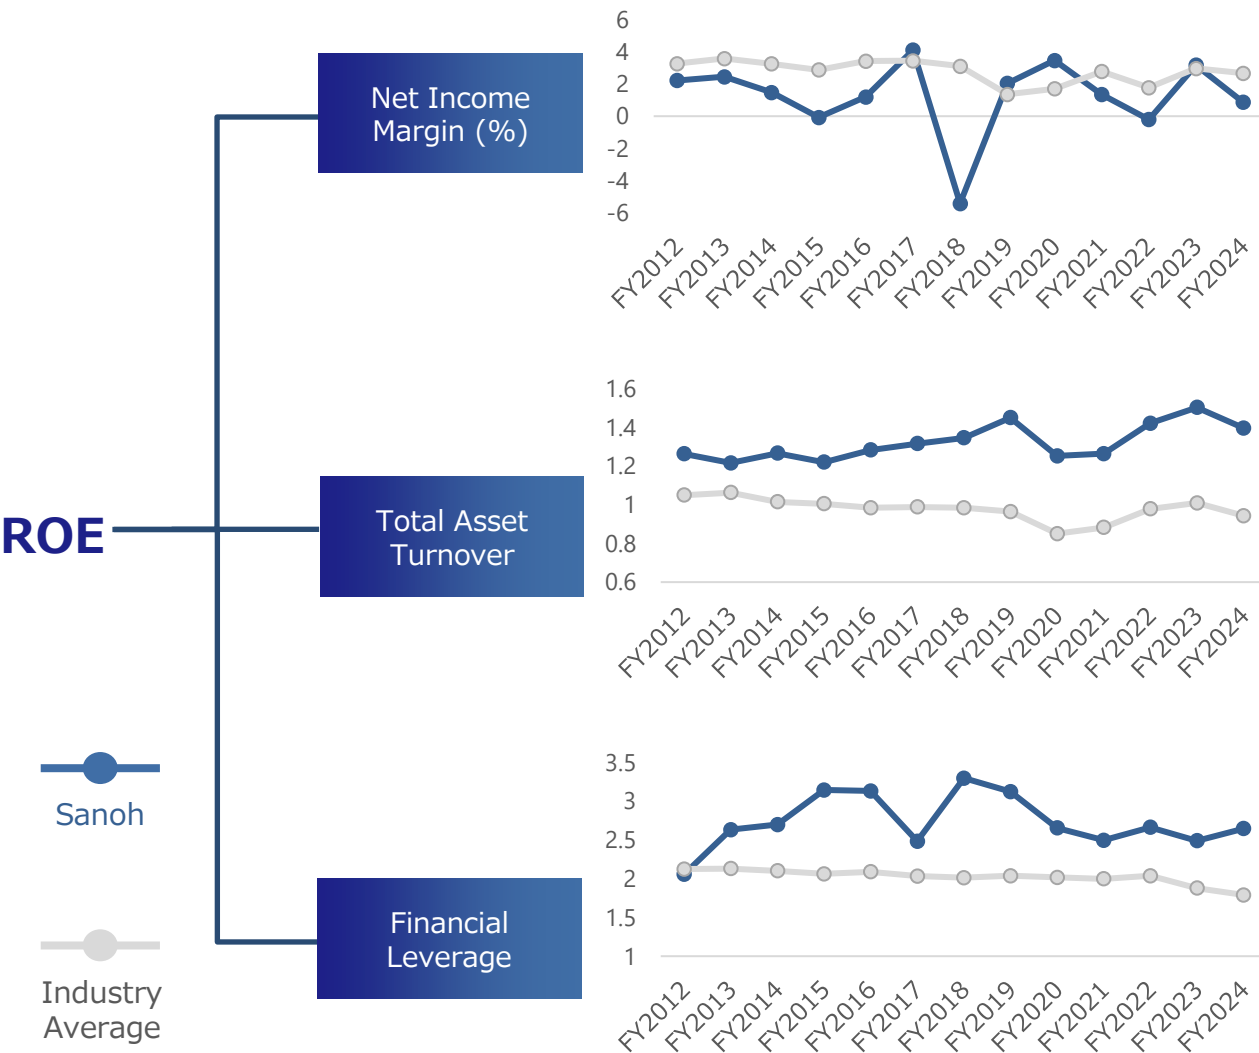 Net Income
Margin (%)
6
4
2
0
-2
-4
-6
FY2012
FY2013
FY2014
FY2015
FY2016
FY2017
FY2018
FY2019
FY2020
FY2021
FY2022
FY2023
FY2024
ROE
Total Asset
Turnover
1.6
1.4
1.2
1
0.8
0.6
FY2012
FY2013
FY2014
FY2015
FY2016
FY2017
FY2018
FY2019
FY2020
FY2021
FY2022
FY2023
FY2024
Sanoh
Industry
Average
Financial
Leverage
3.5
3
2.5
2
1.5
1
FY2012
FY2013
FY2014
FY2015
FY2016
FY2017
FY2018
FY2019
FY2020
FY2021
FY2022
FY2023
FY2024